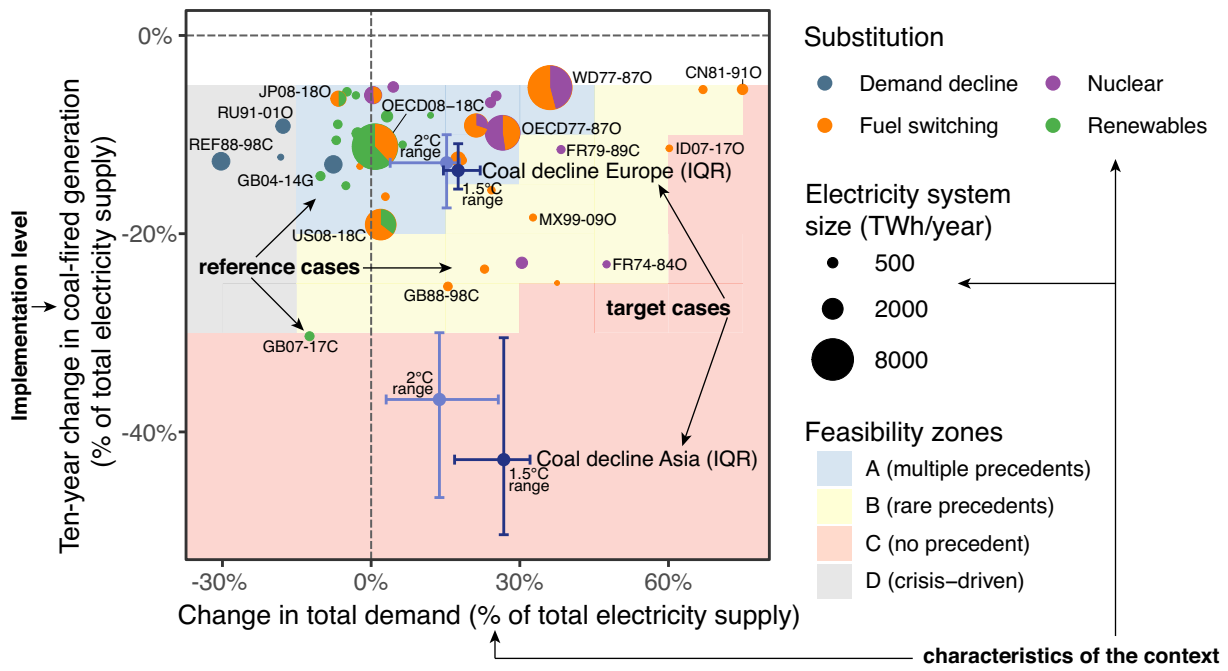 Implementation level
Ten-year change in coal-fired generation
(% of total electricity supply)
0%
-20%
-40%
-30%
0%
30%
60%
Change in total demand (% of total electricity supply)
WD77-87O
CN81-91O
JP08-18O
OECD08-18C
RU91-01O
OECD77-87O
2°C
range
REF88-98C
FR79-89C
ID07-17O
GB04-14G
Coal decline Europe (IQR)
1.5°C
range
MX99-09O
US08-18C
reference cases
FR74-84O
GB88-98C
target cases
GB07-17C
2°C
range
Coal decline Asia (IQR)
1.5°C
range
Substitution
Demand decline
Nuclear
Fuel switching
Renewables
Electricity system
size (TWh/year)
500
2000
8000
Feasibility zones
A (multiple precedents)
B (rare precedents)
C (no precedent)
D (crisis–driven)
characteristics of the context